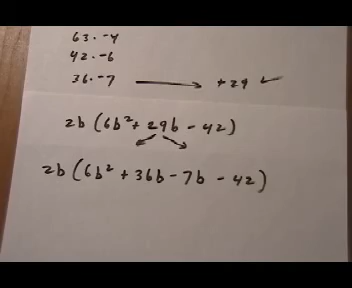 63 · -4
42 · -6
36 · -7 → +29 ✓
2b (6b² + 29b - 42)
2b (6b² + 36b - 7b - 42)